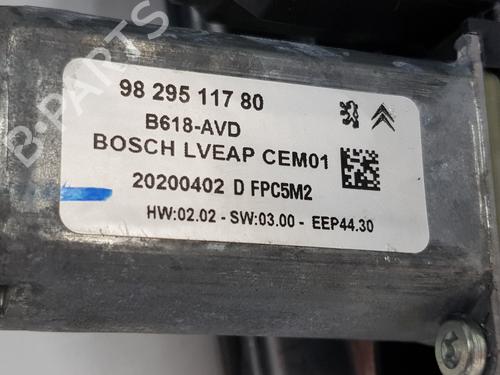 B-PARTS
98 295 117 80
B618-AVD
BOSCH LVEAP CEM01
20200402 D FPC5M2
HW:02.02 - SW:03.00 - EEP44.30